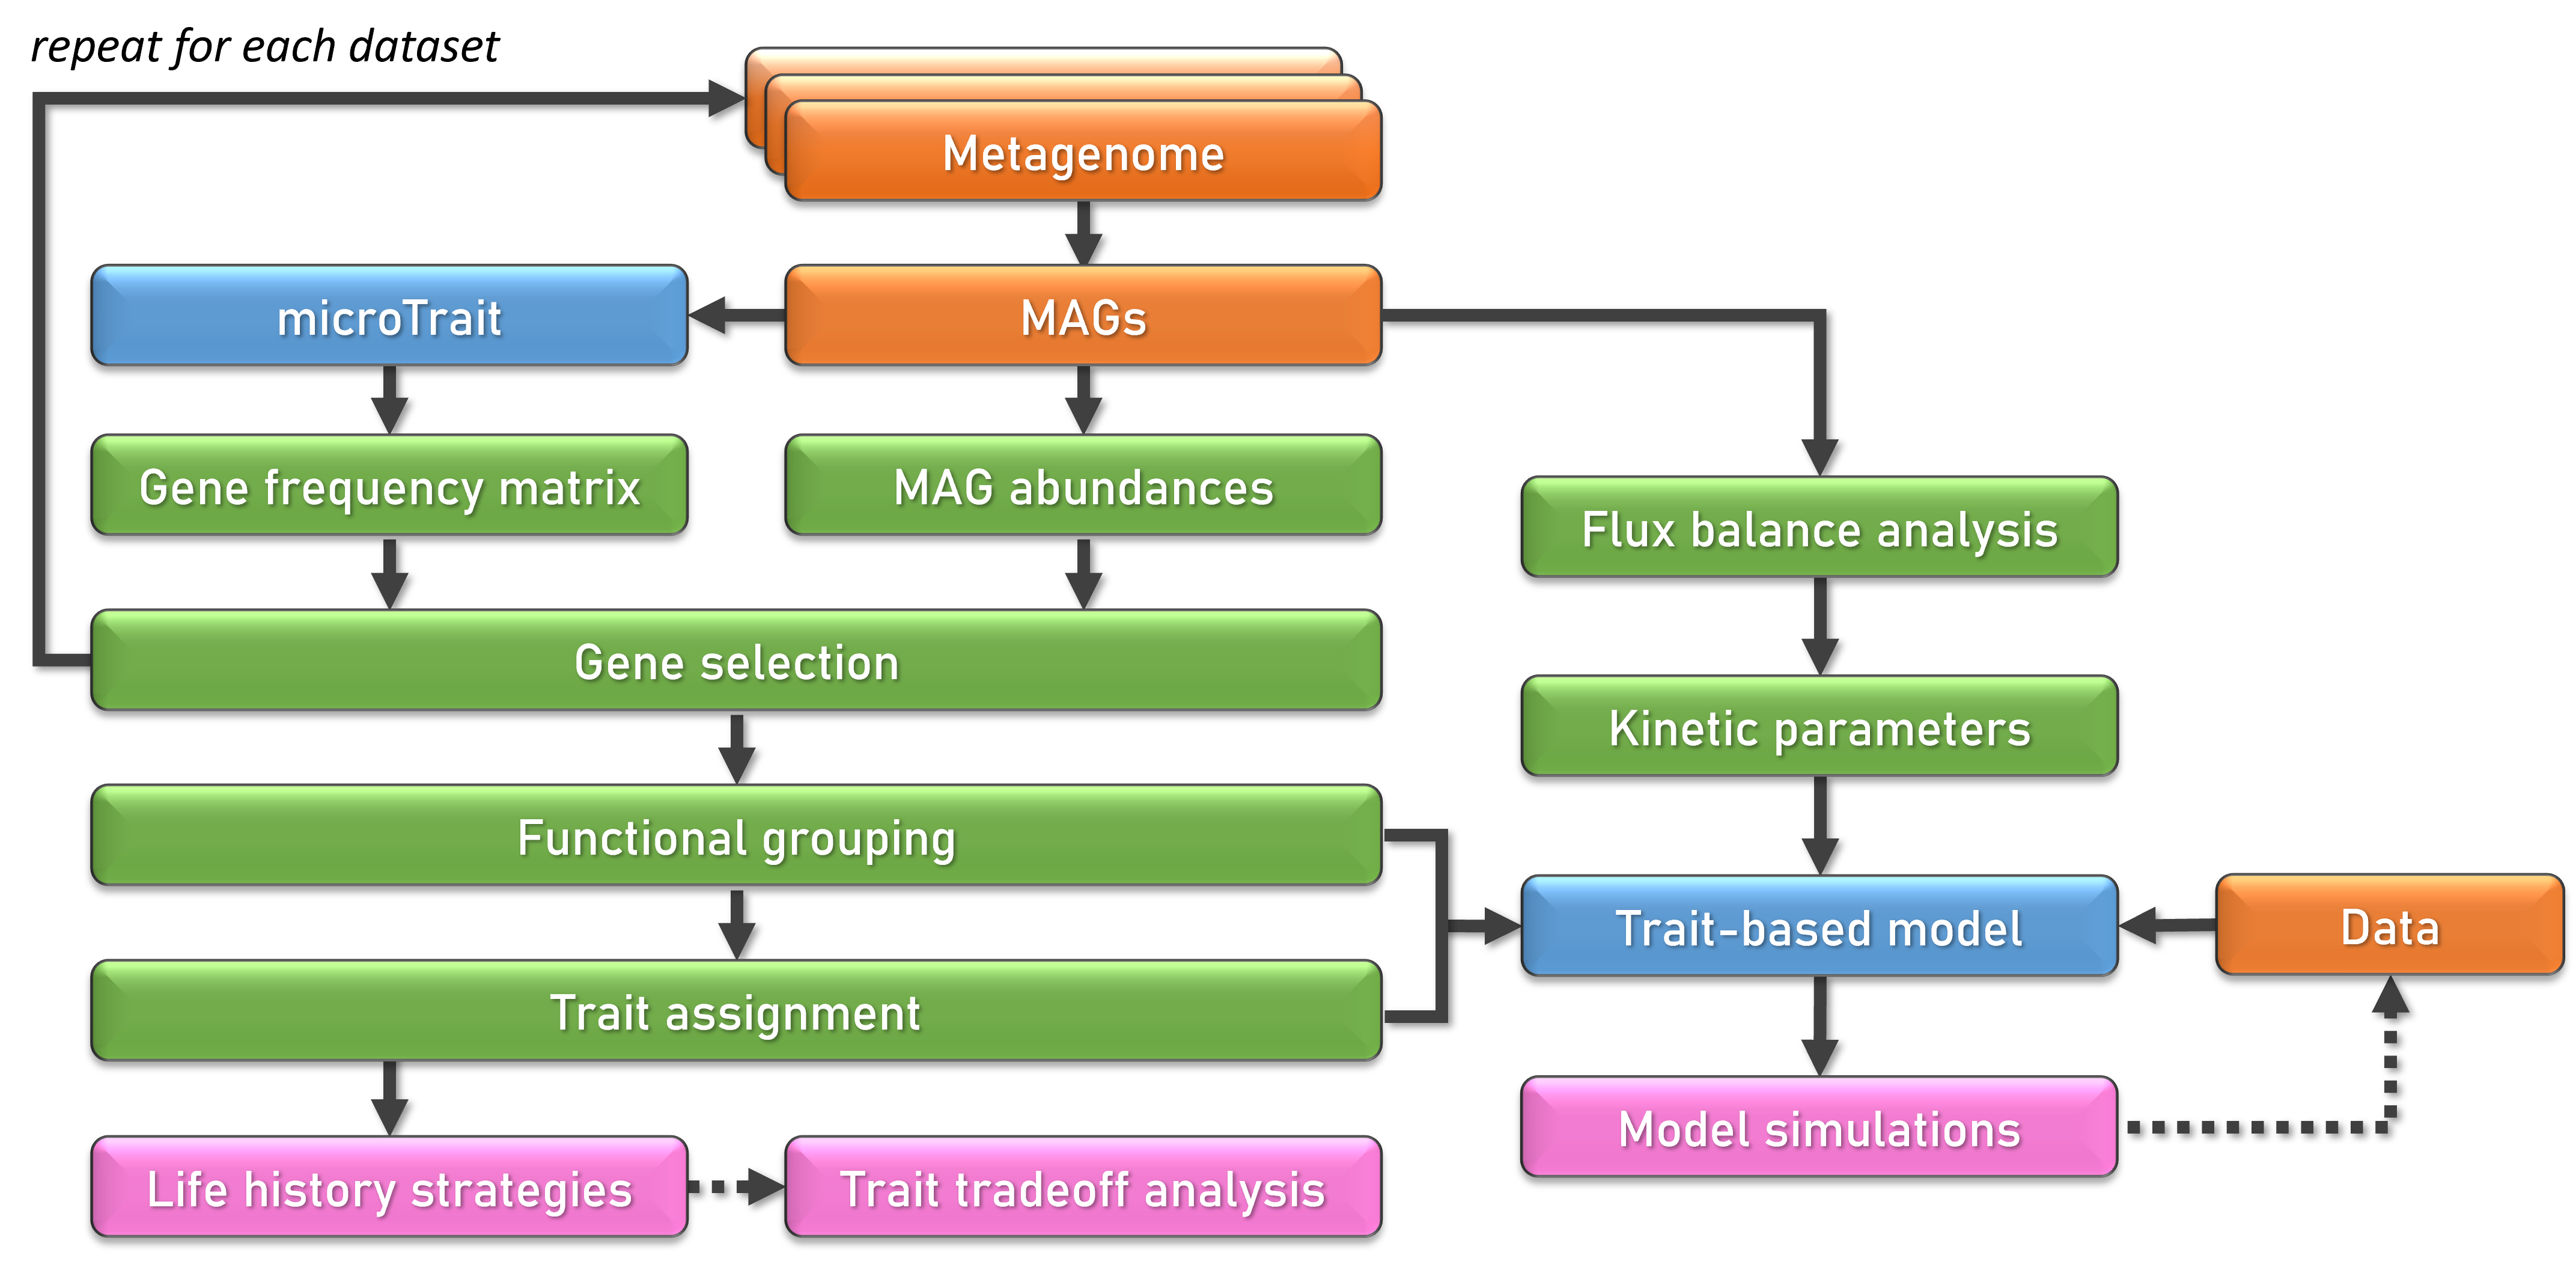 repeat for each dataset
Metagenome
microTrait
MAGs
Gene frequency matrix
MAG abundances
Flux balance analysis
Gene selection
Kinetic parameters
Functional grouping
Trait-based model
Data
Trait assignment
Model simulations
Life history strategies
Trait tradeoff analysis